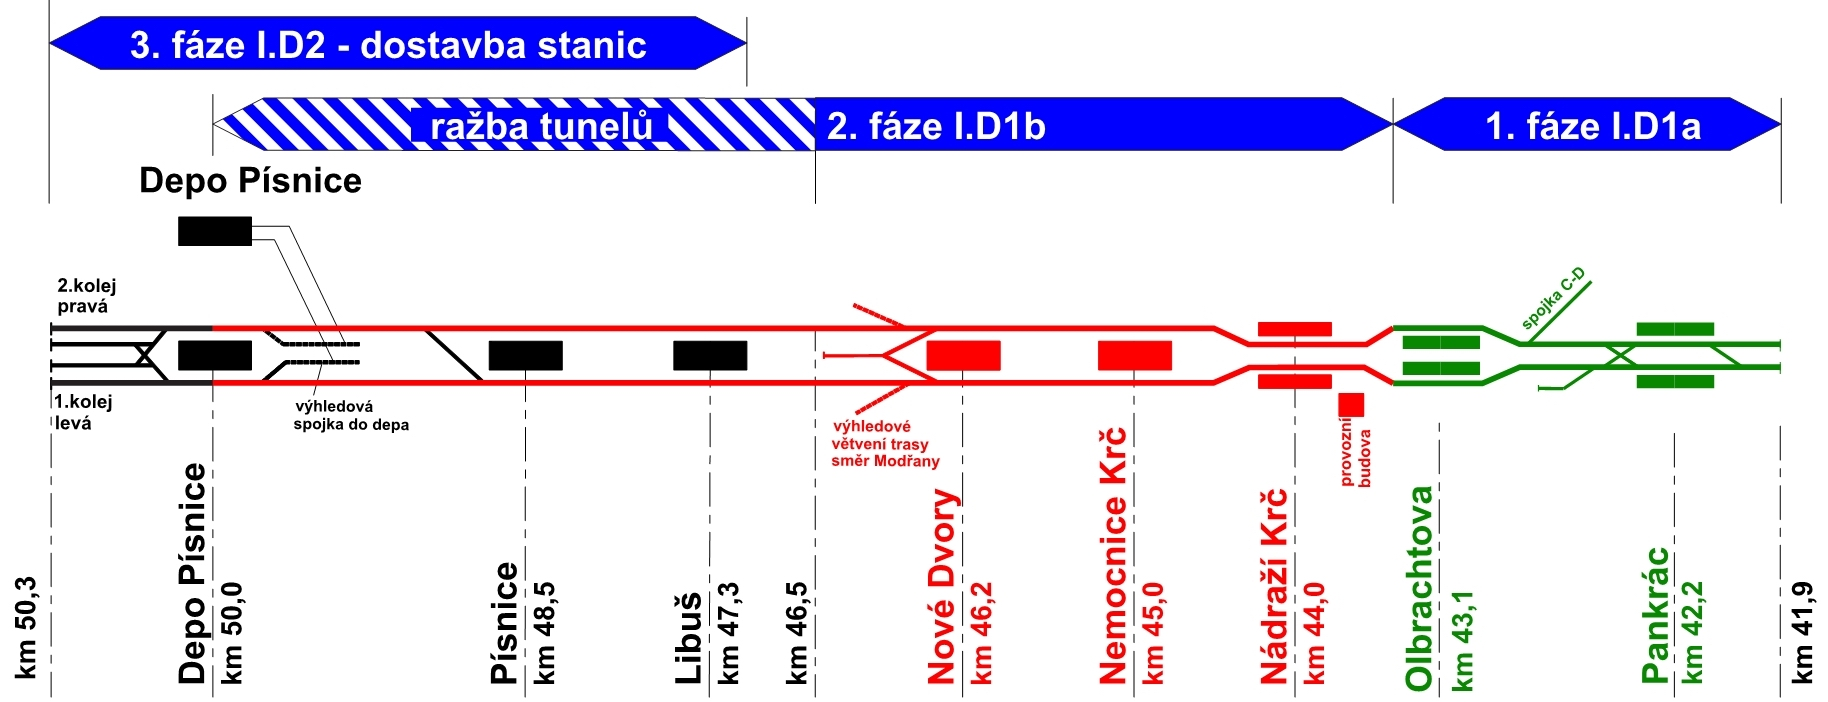 3. fáze I.D2 - dostavba stanic
ražba tunelů
2. fáze I.D1b
1. fáze I.D1a
Depo Písnice
2.kolej
pravá
1.kolej
levá
výhledová
spojka do depa
výhledové
větvení trasy
směr Modřany
provozní
budova
spojka C-D
km 50,3
Depo Písnice
km 50,0
Písnice
km 48,5
Libuš
km 47,3
km 46,5
Nové Dvory
km 46,2
Nemocnice Krč
km 45,0
Nádraží Krč
km 44,0
Olbrachtova
km 43,1
Pankrác
km 42,2
km 41,9